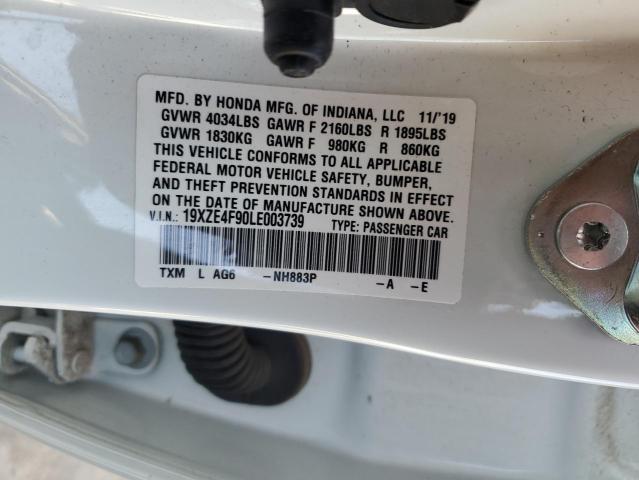 MFD. BY HONDA MFG. OF INDIANA, LLC 11/'19
GVWR 4034LBS GAWR F 2160LBS R 1895LBS
GVWR 1830KG GAWR F 980KG R 860KG
THIS VEHICLE CONFORMS TO ALL APPLICABLE
FEDERAL MOTOR VEHICLE SAFETY, BUMPER,
AND THEFT PREVENTION STANDARDS IN EFFECT
ON THE DATE OF MANUFACTURE SHOWN ABOVE.
V.I.N.: 19XZE4F90LE003739 TYPE: PASSENGER CAR
TXM L AG6 -NH883P -A -E